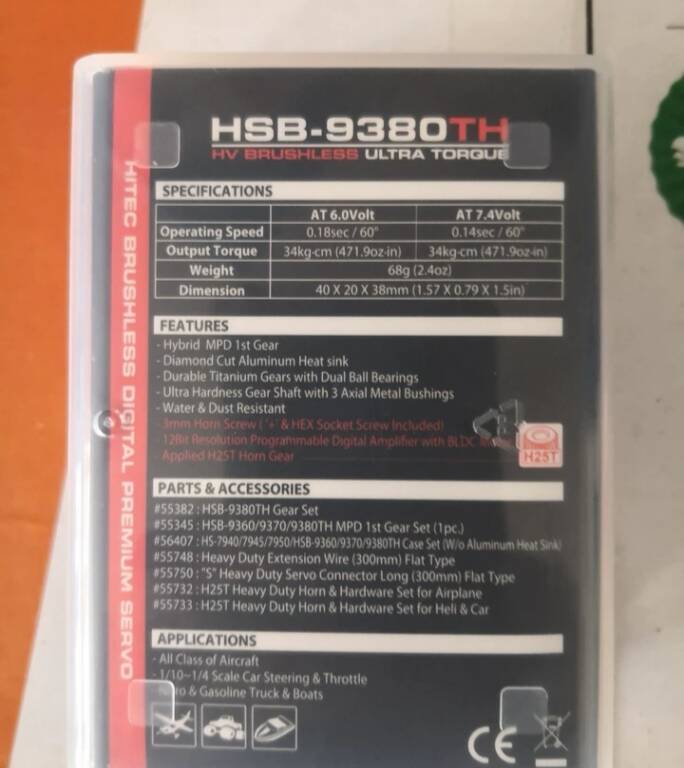 HSB-9380TH
HV BRUSHLESS ULTRA TORQUE
HITEC BRUSHLESS DIGITAL PREMIUM SERVO
SPECIFICATIONS
AT 6.0Volt AT 7.4Volt
Operating Speed 0.18sec / 60° 0.14sec / 60°
Output Torque 34kg-cm (471.9oz-in) 34kg-cm (471.9oz-in)
Weight 68g (2.4oz)
Dimension 40 X 20 X 38mm (1.57 X 0.79 X 1.5in)
FEATURES
- Hybrid MPD 1st Gear
- Diamond Cut Aluminum Heat sink
- Durable Titanium Gears with Dual Ball Bearings
- Ultra Hardness Gear Shaft with 3 Axial Metal Bushings
- Water & Dust Resistant
- 3mm Horn Screw ( '+' & HEX Socket Screw Included)
- 12Bit Resolution Programmable Digital Amplifier with BLDC
- Applied H25T Horn Gear
H25T
PARTS & ACCESSORIES
#55382 : HSB-9380TH Gear Set
#55345 : HSB-9360/9370/9380TH MPD 1st Gear Set (1pc.)
#56407 : HS-7940/7945/7950/HSB-9360/9370/9380TH Case Set (W/o Aluminum Heat Sink)
#55748 : Heavy Duty Extension Wire (300mm) Flat Type
#55750 : "S" Heavy Duty Servo Connector Long (300mm) Flat Type
#55732 : H25T Heavy Duty Horn & Hardware Set for Airplane
#55733 : H25T Heavy Duty Horn & Hardware Set for Heli & Car
APPLICATIONS
- All Class of Aircraft
- 1/10~1/4 Scale Car Steering & Throttle
& Gasoline Truck & Boats
CE